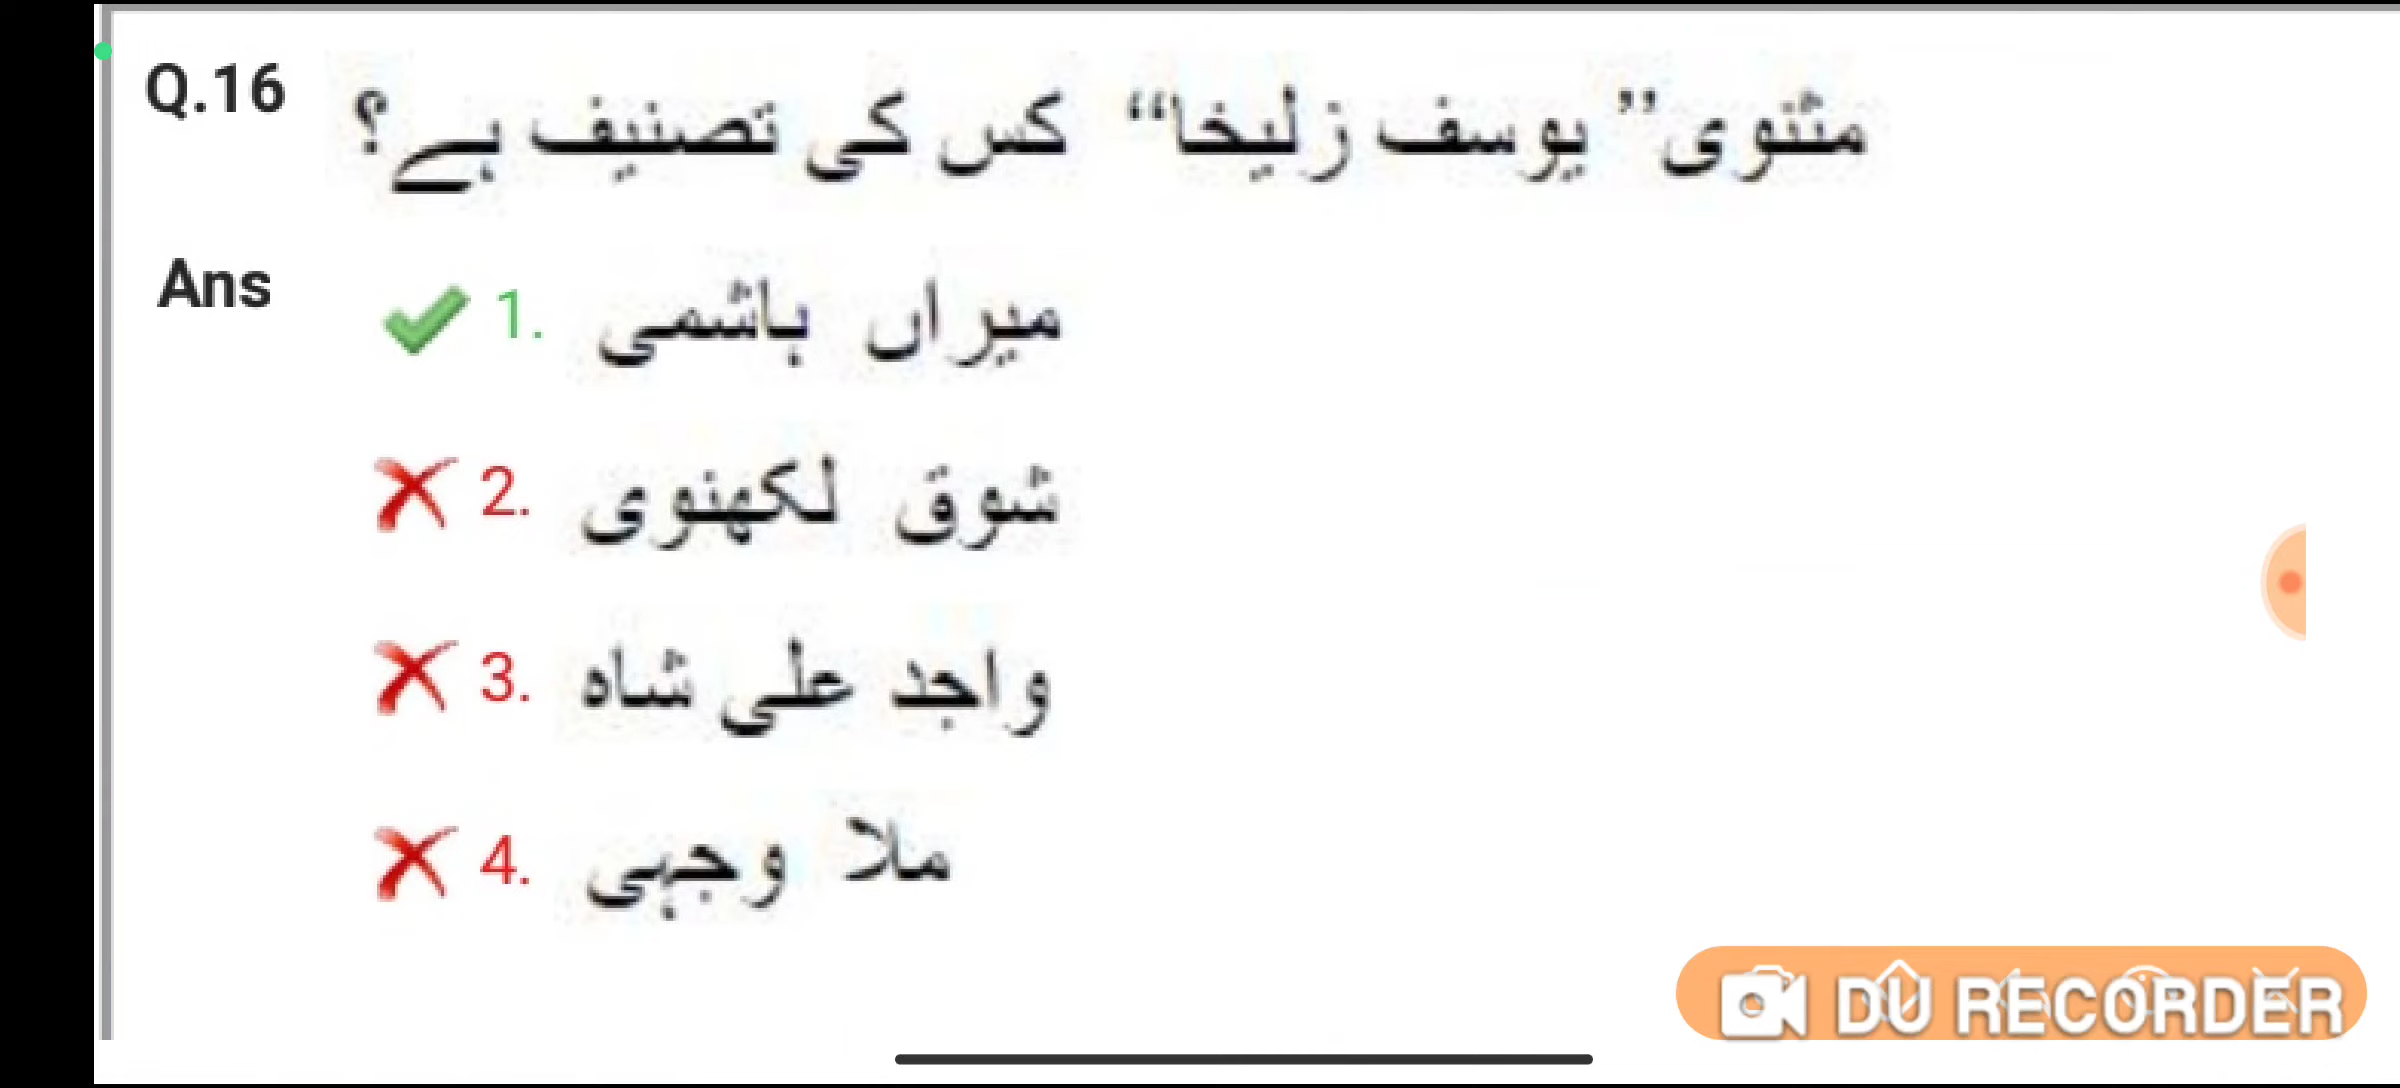 Q.16 مثنوی ”یوسف زلیخا“ کس کی تصنیف ہے؟
Ans
1. میراں ہاشمی
2. شوق لکھنوی
3. واجد علی شاہ
4. ملا وجہی
DU RECORDER